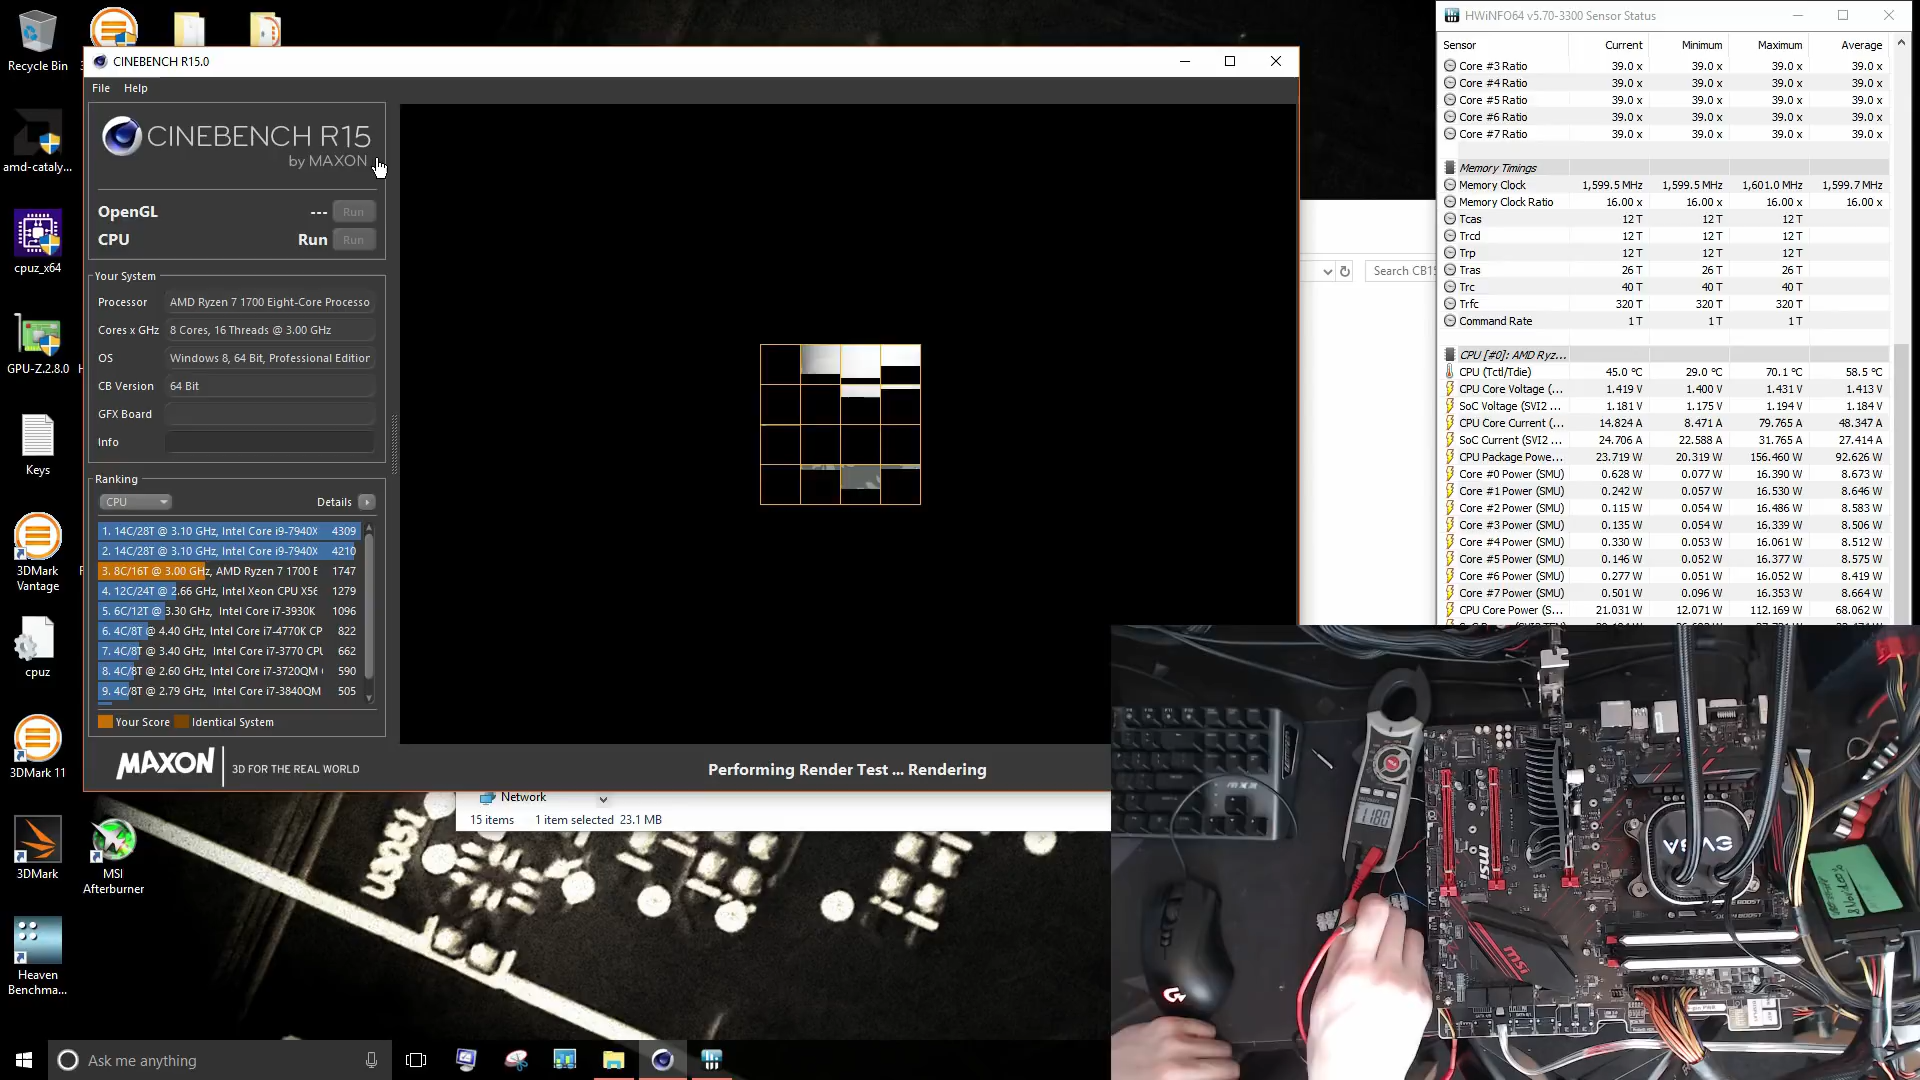 Recycle Bin
amd-cataly...
cpuz_x64
GPU-Z.2.8.0
Keys
3DMark
Vantage
cpuz
3DMark 11
3DMark
MSI
Afterburner
Heaven
Benchma...
CINEBENCH R15.0
File Help
CINEBENCH R15
by MAXON
OpenGL --- Run
CPU Run Run
Your System
Processor AMD Ryzen 7 1700 Eight-Core Processo
Cores x GHz 8 Cores, 16 Threads @ 3.00 GHz
OS Windows 8, 64 Bit, Professional Edition
CB Version 64 Bit
GFX Board
Info
Ranking
CPU Details
1. 14C/28T @ 3.10 GHz, Intel Core i9-7940X 4309
2. 14C/28T @ 3.10 GHz, Intel Core i9-7940X 4210
3. 8C/16T @ 3.00 GHz, AMD Ryzen 7 1700 E 1747
4. 12C/24T @ 2.66 GHz, Intel Xeon CPU X56 1279
5. 6C/12T @ 3.30 GHz, Intel Core i7-3930K 1096
6. 4C/8T @ 4.40 GHz, Intel Core i7-4770K CP 822
7. 4C/8T @ 3.40 GHz, Intel Core i7-3770 CPU 662
8. 4C/8T @ 2.60 GHz, Intel Core i7-3720QM 590
9. 4C/8T @ 2.79 GHz, Intel Core i7-3840QM 505
Your Score Identical System
MAXON 3D FOR THE REAL WORLD
Performing Render Test ... Rendering
Search CB15
Network
15 items 1 item selected 23.1 MB
HWiNFO64 v5.70-3300 Sensor Status
Sensor Current Minimum Maximum Average
Core #3 Ratio 39.0 x 39.0 x 39.0 x 39.0 x
Core #4 Ratio 39.0 x 39.0 x 39.0 x 39.0 x
Core #5 Ratio 39.0 x 39.0 x 39.0 x 39.0 x
Core #6 Ratio 39.0 x 39.0 x 39.0 x 39.0 x
Core #7 Ratio 39.0 x 39.0 x 39.0 x 39.0 x
Memory Timings
Memory Clock 1,599.5 MHz 1,599.5 MHz 1,601.0 MHz 1,599.7 MHz
Memory Clock Ratio 16.00 x 16.00 x 16.00 x 16.00 x
Tcas 12 T 12 T 12 T
Trcd 12 T 12 T 12 T
Trp 12 T 12 T 12 T
Tras 26 T 26 T 26 T
Trc 40 T 40 T 40 T
Trfc 320 T 320 T 320 T
Command Rate 1 T 1 T 1 T
CPU [#0]: AMD Ryz...
CPU (Tctl/Tdie) 45.0 °C 29.0 °C 70.1 °C 58.5 °C
CPU Core Voltage (... 1.419 V 1.400 V 1.431 V 1.413 V
SoC Voltage (SVI2 ... 1.181 V 1.175 V 1.194 V 1.184 V
CPU Core Current (... 14.824 A 8.471 A 79.765 A 48.347 A
SoC Current (SVI2 ... 24.706 A 22.588 A 31.765 A 27.414 A
CPU Package Powe... 23.719 W 20.319 W 156.460 W 92.626 W
Core #0 Power (SMU) 0.628 W 0.077 W 16.390 W 8.673 W
Core #1 Power (SMU) 0.242 W 0.057 W 16.530 W 8.646 W
Core #2 Power (SMU) 0.115 W 0.054 W 16.486 W 8.583 W
Core #3 Power (SMU) 0.135 W 0.054 W 16.339 W 8.506 W
Core #4 Power (SMU) 0.330 W 0.053 W 16.061 W 8.512 W
Core #5 Power (SMU) 0.146 W 0.052 W 16.377 W 8.575 W
Core #6 Power (SMU) 0.277 W 0.051 W 16.052 W 8.419 W
Core #7 Power (SMU) 0.501 W 0.096 W 16.353 W 8.664 W
CPU Core Power (S... 21.031 W 12.071 W 112.169 W 68.062 W
1180
EVGA
msi
msi
Ask me anything